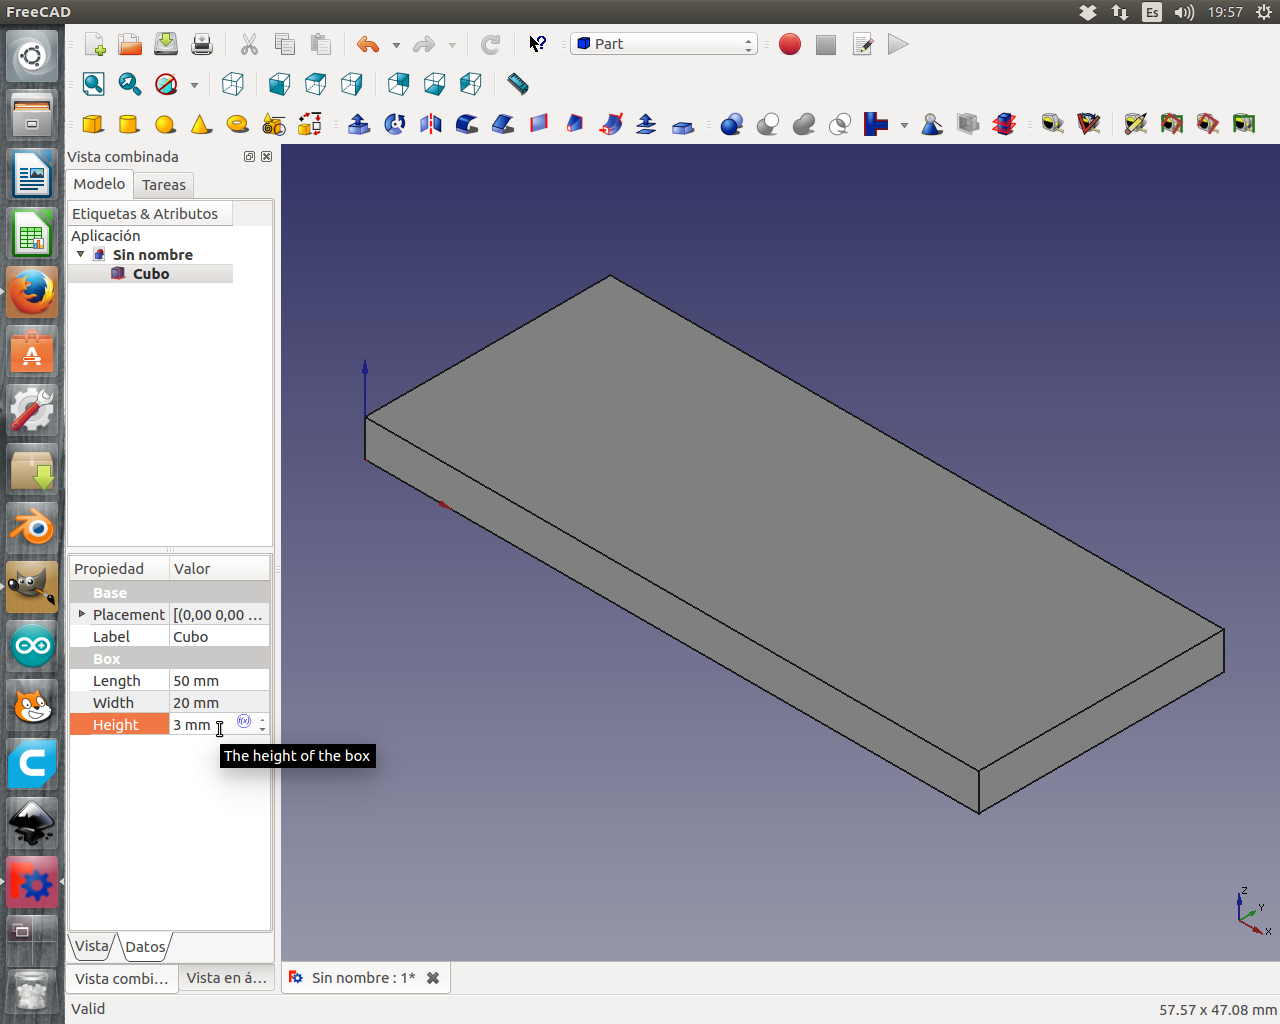 FreeCAD
Es
19:57
Part
Vista combinada
Modelo
Tareas
Etiquetas & Atributos
Aplicación
Sin nombre
Cubo
Propiedad
Valor
Base
Placement
[(0,00 0,00 ...
Label
Cubo
Box
Length
50 mm
Width
20 mm
Height
3 mm
f(x)
The height of the box
Z
Y
X
Vista
Datos
Vista combi...
Vista en á...
Sin nombre : 1*
Valid
57.57 x 47.08 mm